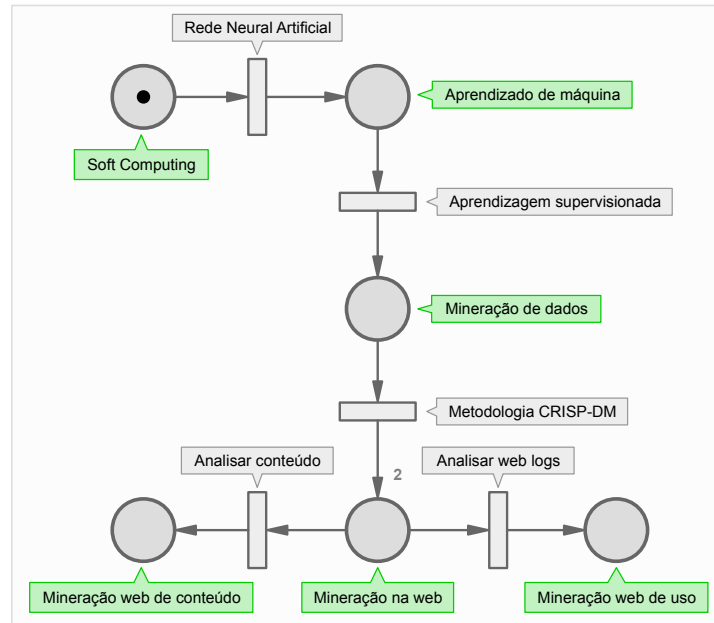 Rede Neural Artificial
Aprendizado de máquina
Soft Computing
Aprendizagem supervisionada
Mineração de dados
Metodologia CRISP-DM
Analisar conteúdo
Analisar web logs
2
Mineração web de conteúdo
Mineração na web
Mineração web de uso